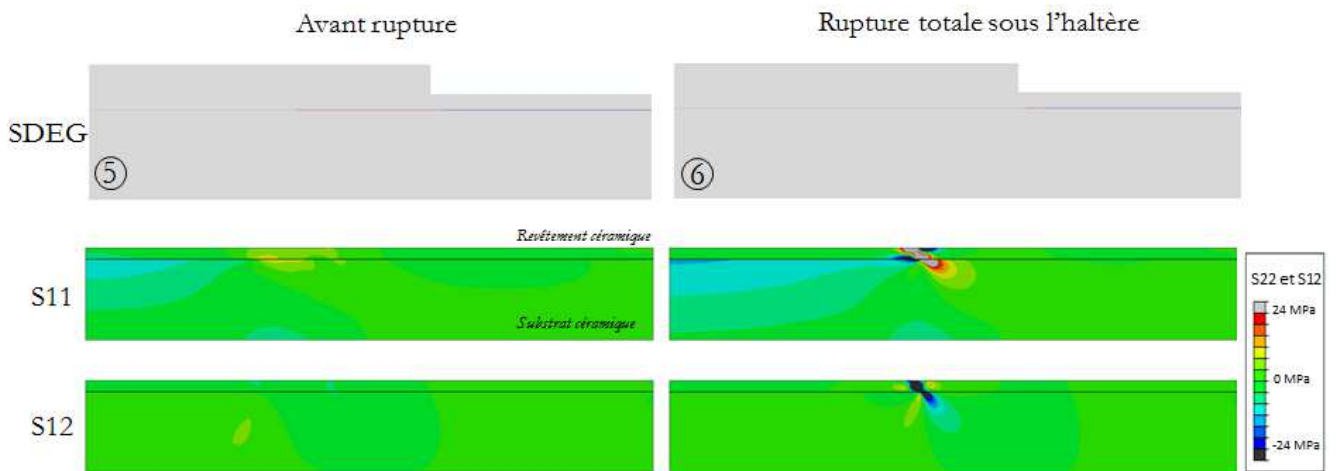 Avant rupture
Rupture totale sous l'haltère
SDEG
⑤
⑥
Revêtement céramique
S11
Substrat céramique
S22 et S12
24 MPa
0 MPa
-24 MPa
S12